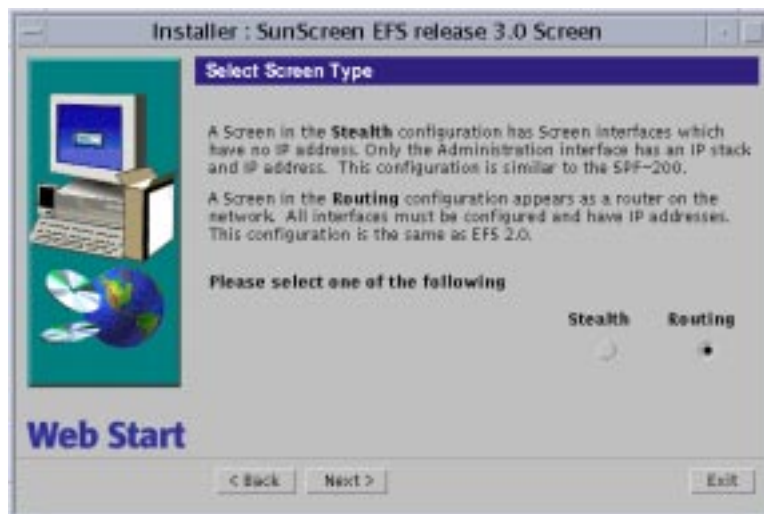 Installer : SunScreen EFS release 3.0 Screen
Select Screen Type
A Screen in the Stealth configuration has Screen interfaces which
have no IP address. Only the Administration interface has an IP stack
and IP address. This configuration is similar to the SPF-200.
A Screen in the Routing configuration appears as a router on the
network. All interfaces must be configured and have IP addresses.
This configuration is the same as EFS 2.0.
Please select one of the following
Stealth Routing
Web Start
< Back Next > Exit